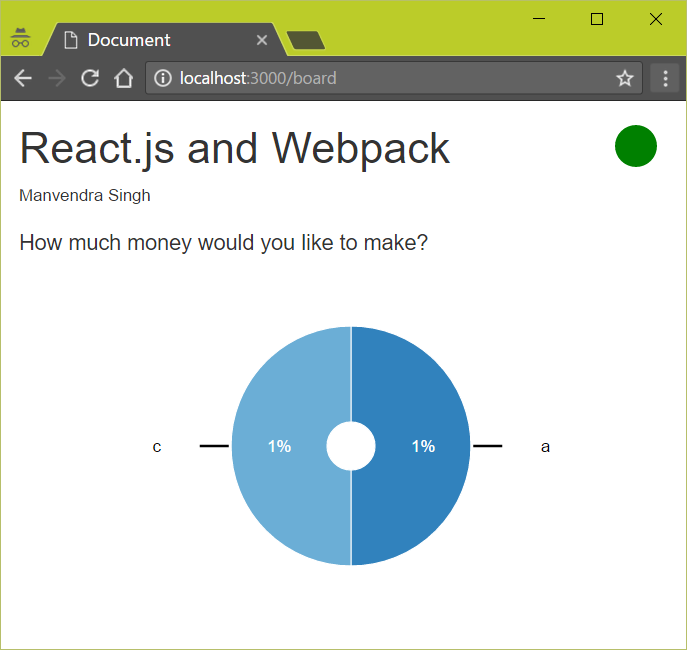 Document
localhost:3000/board
React.js and Webpack
Manvendra Singh
How much money would you like to make?
c 1% 1% a